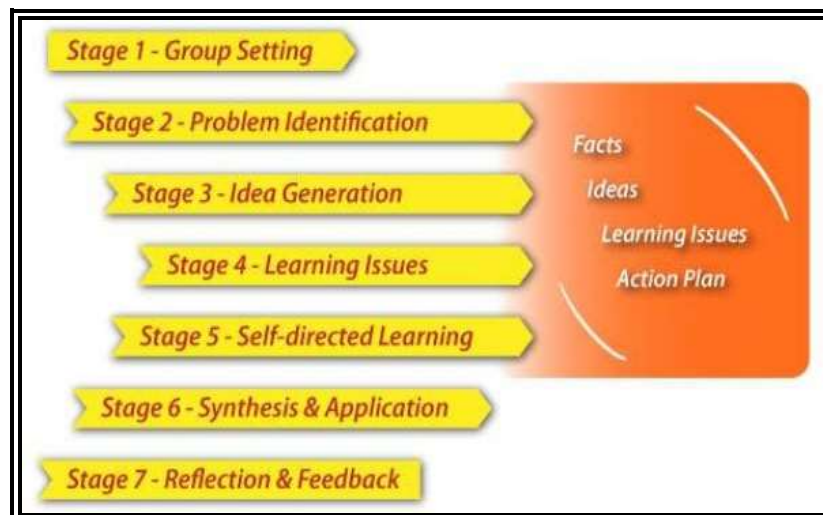 Stage 1 - Group Setting
Stage 2 - Problem Identification
Stage 3 - Idea Generation
Stage 4 - Learning Issues
Stage 5 - Self-directed Learning
Stage 6 - Synthesis & Application
Stage 7 - Reflection & Feedback
Facts
Ideas
Learning Issues
Action Plan